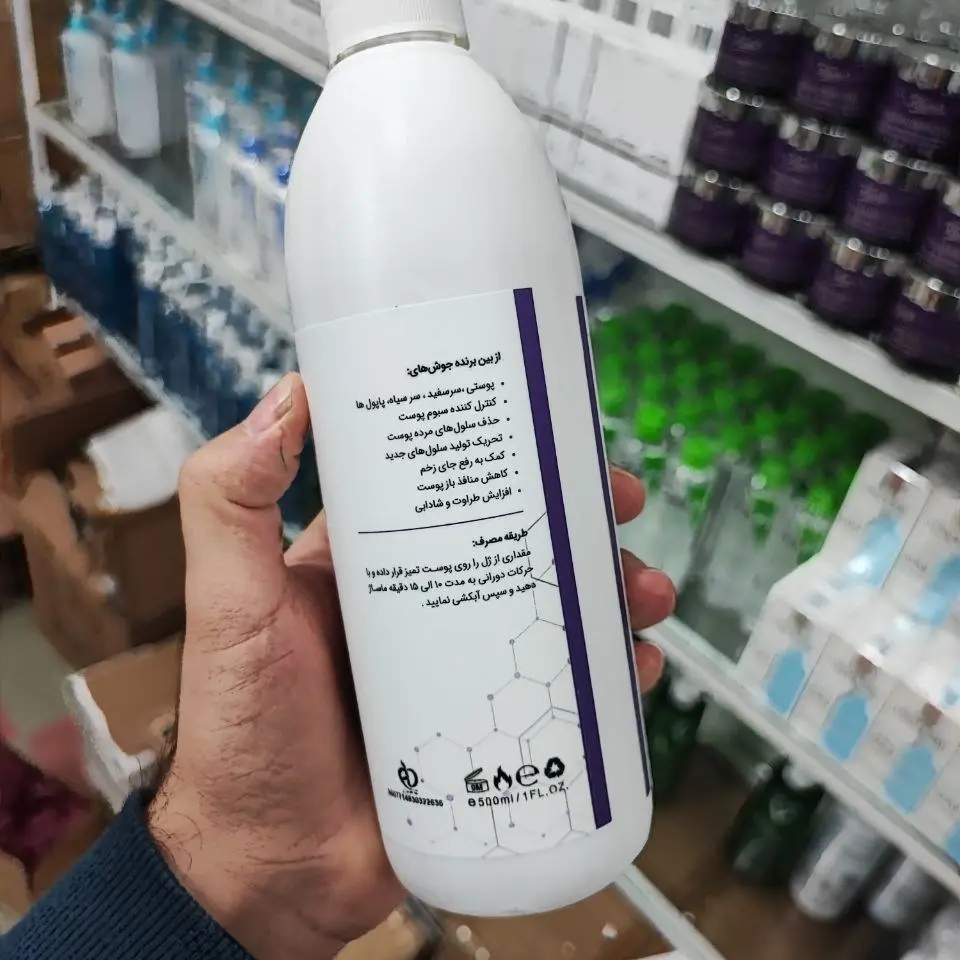 از بین برنده جوش‌های:
• پوستی ،سرسفید ، سر سیاه، پاپول ها
• کنترل کننده سبوم پوست
• حذف سلول‌های مرده پوست
• تحریک تولید سلول‌های جدید
• کمک به رفع جای زخم
• کاهش منافذ باز پوست
• افزایش طراوت و شادابی
طریقه مصرف:
مقداری از ژل را روی پوست تمیز قرار داده و با
حرکات دورانی به مدت ۱۰ الی ۱۵ دقیقه ماساژ
دهید و سپس آبکشی نمایید .
e500ml/1FL.OZ.